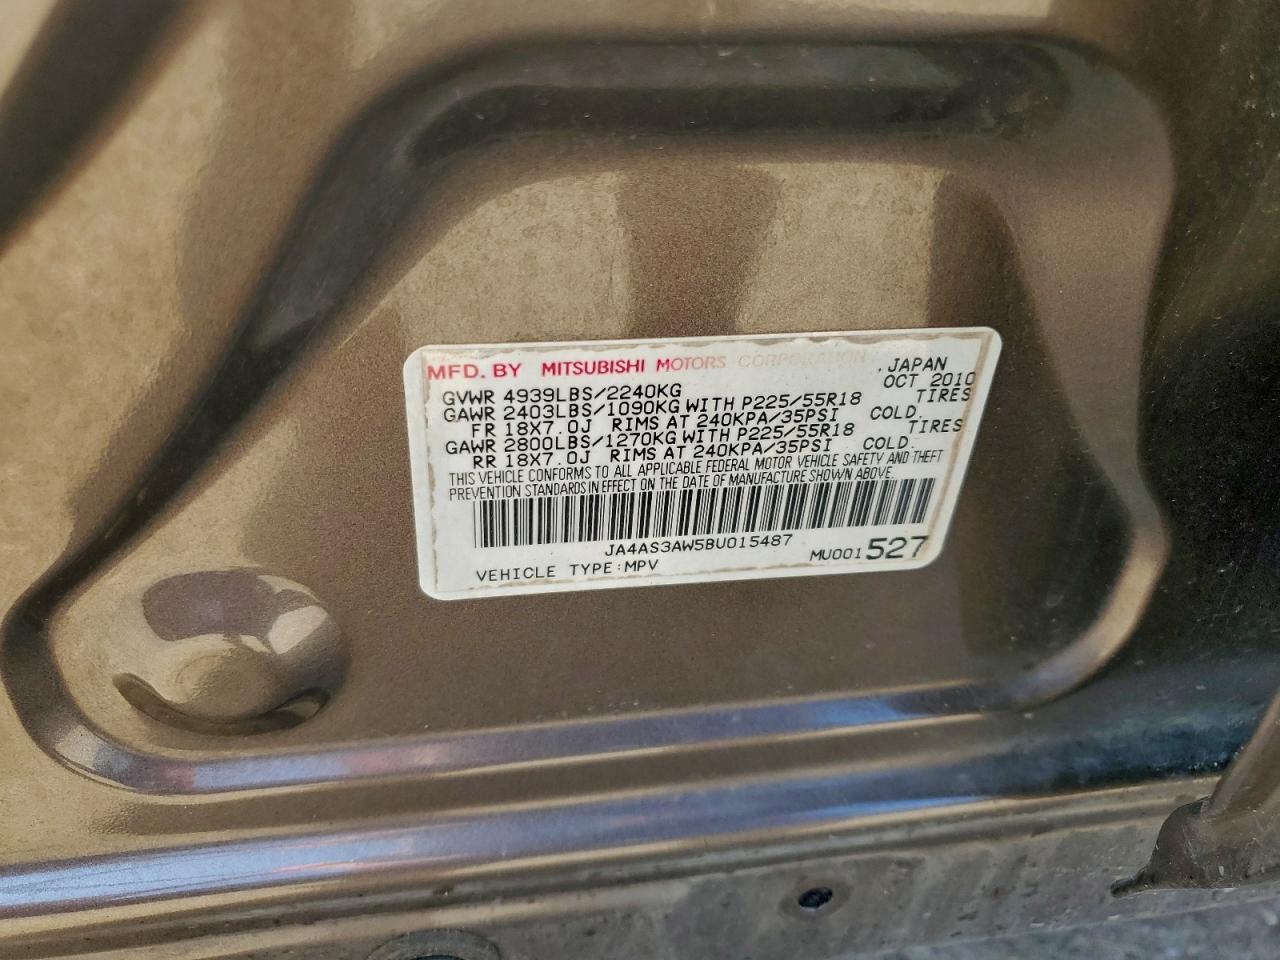 MFD. BY MITSUBISHI MOTORS CORPORATION, JAPAN
GVWR 4939LBS/2240KG OCT 2010
GAWR 2403LBS/1090KG WITH P225/55R18 TIRES
FR 18X7.0J RIMS AT 240KPA/35PSI COLD.
GAWR 2800LBS/1270KG WITH P225/55R18 TIRES
RR 18X7.0J RIMS AT 240KPA/35PSI COLD.
THIS VEHICLE CONFORMS TO ALL APPLICABLE FEDERAL MOTOR VEHICLE SAFETY AND THEFT
PREVENTION STANDARDS IN EFFECT ON THE DATE OF MANUFACTURE SHOWN ABOVE.
JA4AS3AW5BU015487
VEHICLE TYPE:MPV MU001527